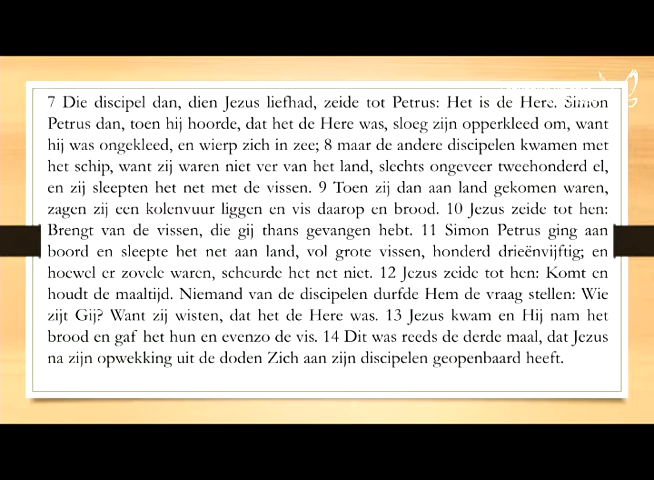 7 Die discipel dan, dien Jezus liefhad, zeide tot Petrus: Het is de Here. Simon
Petrus dan, toen hij hoorde, dat het de Here was, sloeg zijn opperkleed om, want
hij was ongekleed, en wierp zich in zee; 8 maar de andere discipelen kwamen met
het schip, want zij waren niet ver van het land, slechts ongeveer tweehonderd el,
en zij sleepten het net met de vissen. 9 Toen zij dan aan land gekomen waren,
zagen zij een kolenvuur liggen en vis daarop en brood. 10 Jezus zeide tot hen:
Brengt van de vissen, die gij thans gevangen hebt. 11 Simon Petrus ging aan
boord en sleepte het net aan land, vol grote vissen, honderd drieënvijftig; en
hoewel er zovele waren, scheurde het net niet. 12 Jezus zeide tot hen: Komt en
houdt de maaltijd. Niemand van de discipelen durfde Hem de vraag stellen: Wie
zijt Gij? Want zij wisten, dat het de Here was. 13 Jezus kwam en Hij nam het
brood en gaf het hun en evenzo de vis. 14 Dit was reeds de derde maal, dat Jezus
na zijn opwekking uit de doden Zich aan zijn discipelen geopenbaard heeft.